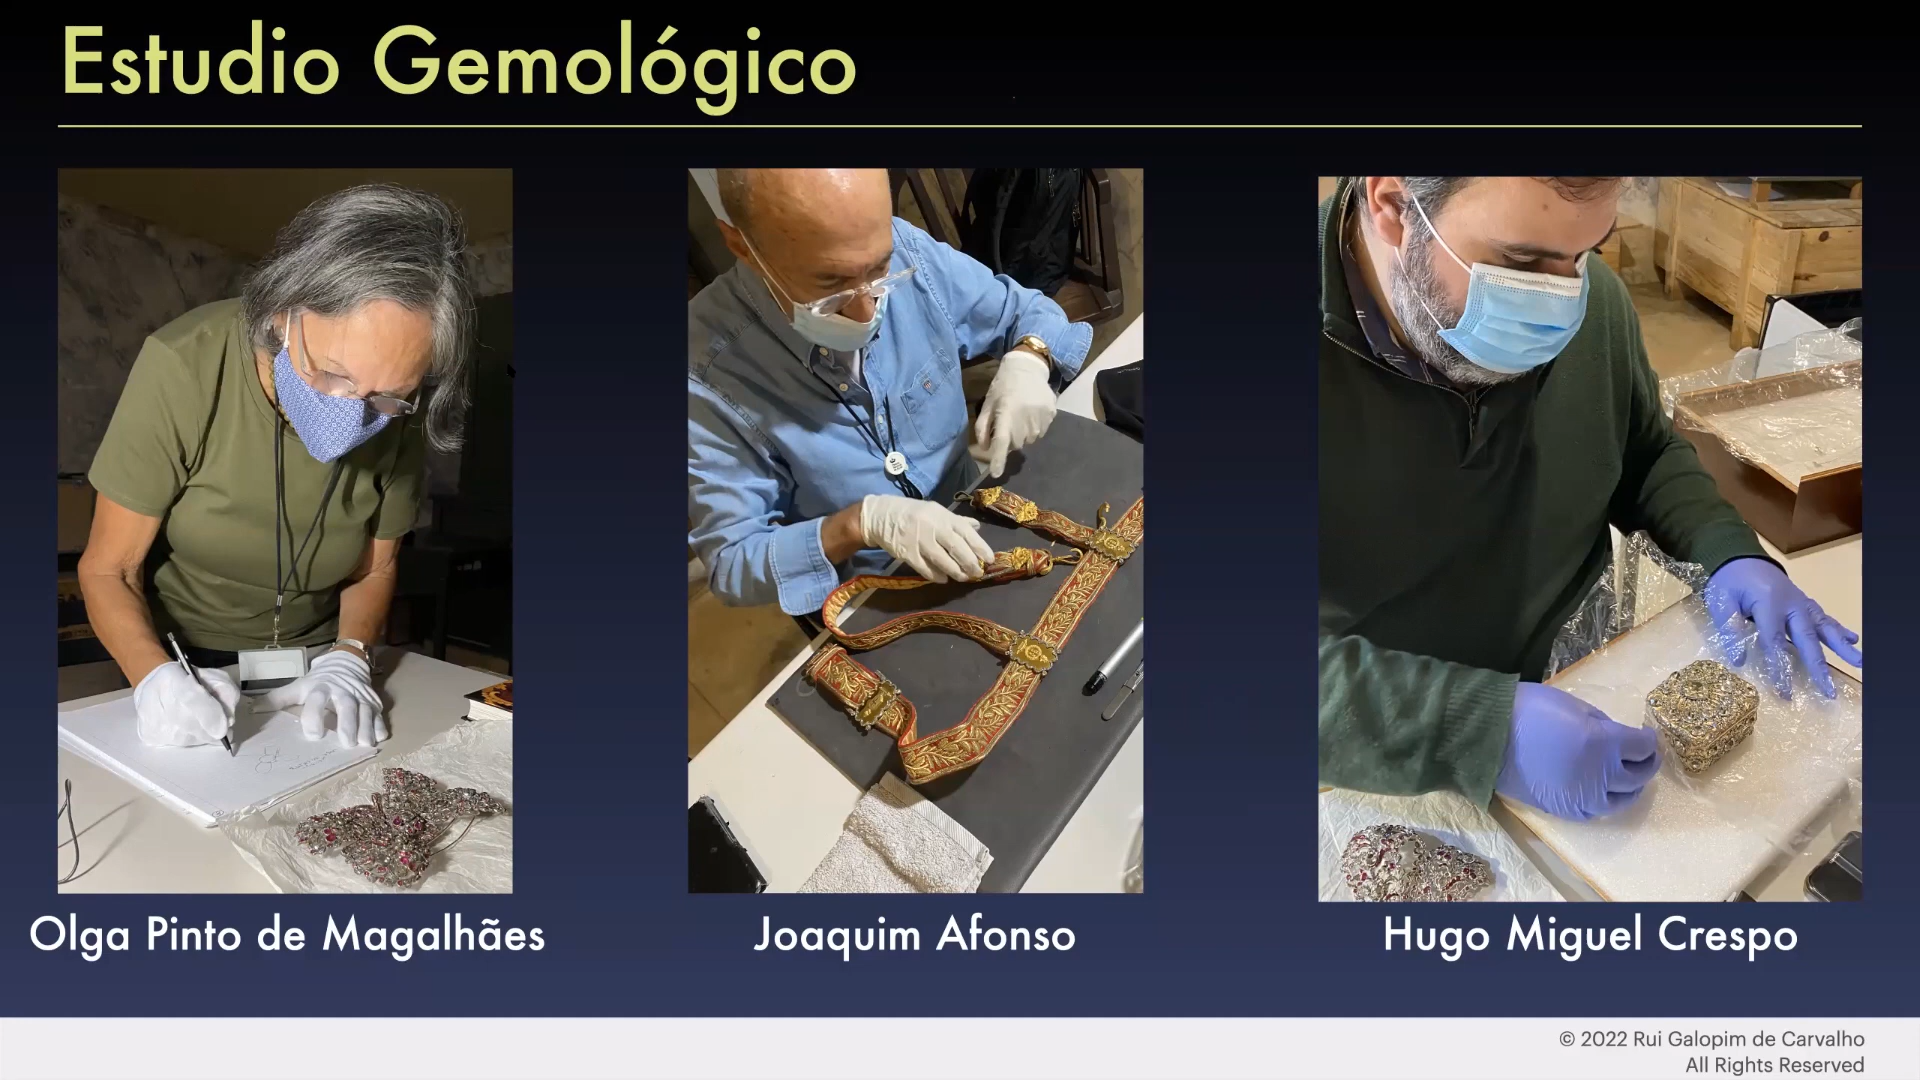 Estudio Gemológico
Olga Pinto de Magalhães
Joaquim Afonso
Hugo Miguel Crespo
© 2022 Rui Galopim de Carvalho
All Rights Reserved